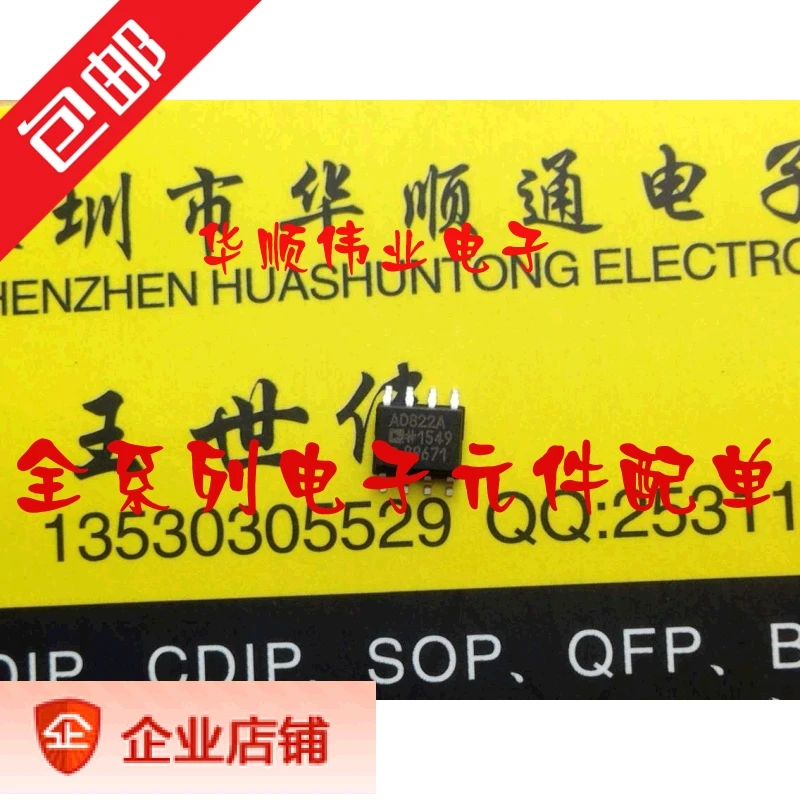 包邮
圳市华顺通电子
华顺伟业电子
HENZHEN HUASHUNTONG ELECTRO
王世伟
AD822A
#1549
全系列电子元件配单
13530305529 QQ:25311
DIP、CDIP、SOP、QFP、B
企 企业店铺